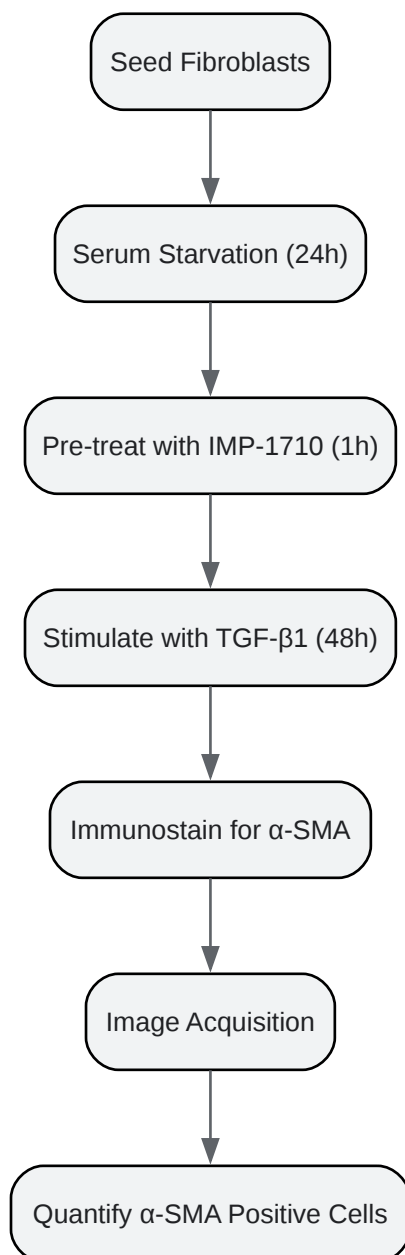 Seed Fibroblasts
Serum Starvation (24h)
Pre-treat with IMP-1710 (1h)
Stimulate with TGF-β1 (48h)
Immunostain for α-SMA
Image Acquisition
Quantify α-SMA Positive Cells